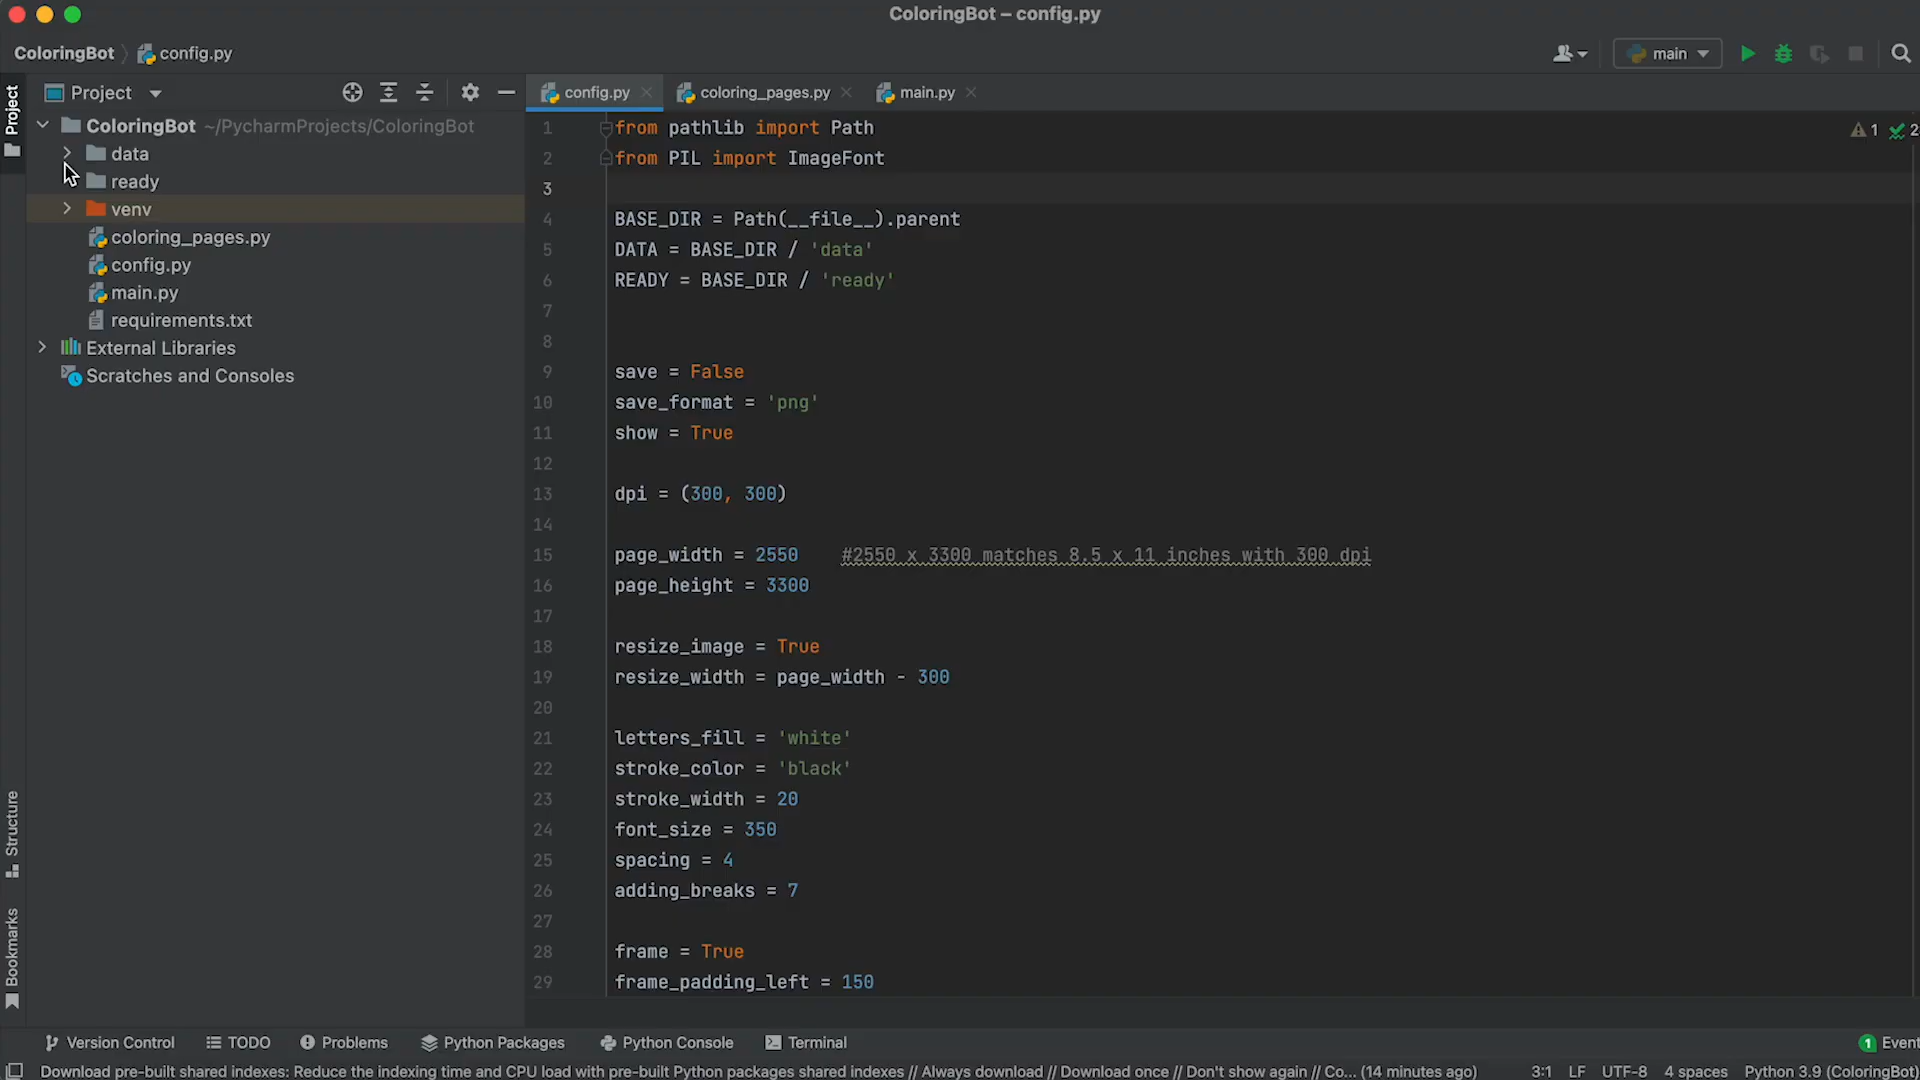 ColoringBot – config.py
ColoringBot config.py
main
Project
Project
config.py
coloring_pages.py
main.py
ColoringBot ~/PycharmProjects/ColoringBot
data
ready
venv
coloring_pages.py
config.py
main.py
requirements.txt
External Libraries
Scratches and Consoles
1 from pathlib import Path
2 from PIL import ImageFont
3
4 BASE_DIR = Path(__file__).parent
5 DATA = BASE_DIR / 'data'
6 READY = BASE_DIR / 'ready'
7
8
9 save = False
10 save_format = 'png'
11 show = True
12
13 dpi = (300, 300)
14
15 page_width = 2550 #2550 x 3300 matches 8.5 x 11 inches with 300 dpi
16 page_height = 3300
17
18 resize_image = True
19 resize_width = page_width - 300
20
21 letters_fill = 'white'
22 stroke_color = 'black'
23 stroke_width = 20
24 font_size = 350
25 spacing = 4
26 adding_breaks = 7
27
28 frame = True
29 frame_padding_left = 150
1 2
Structure
Bookmarks
Version Control TODO Problems Python Packages Python Console Terminal 1 Event
Download pre-built shared indexes: Reduce the indexing time and CPU load with pre-built Python packages shared indexes // Always download // Download once // Don't show again // Co... (14 minutes ago) 3:1 LF UTF-8 4 spaces Python 3.9 (ColoringBot)